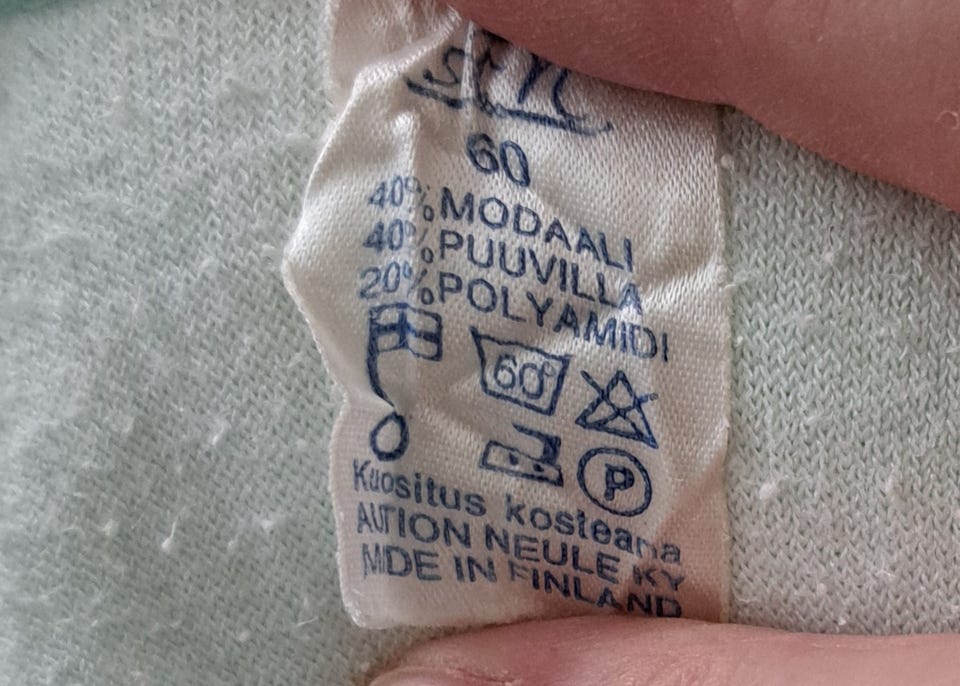 60
40% MODAALI
40% PUUVILLA
20% POLYAMIDI
60°
P
Kuositus kosteana
AUTION NEULE KY
MADE IN FINLAND